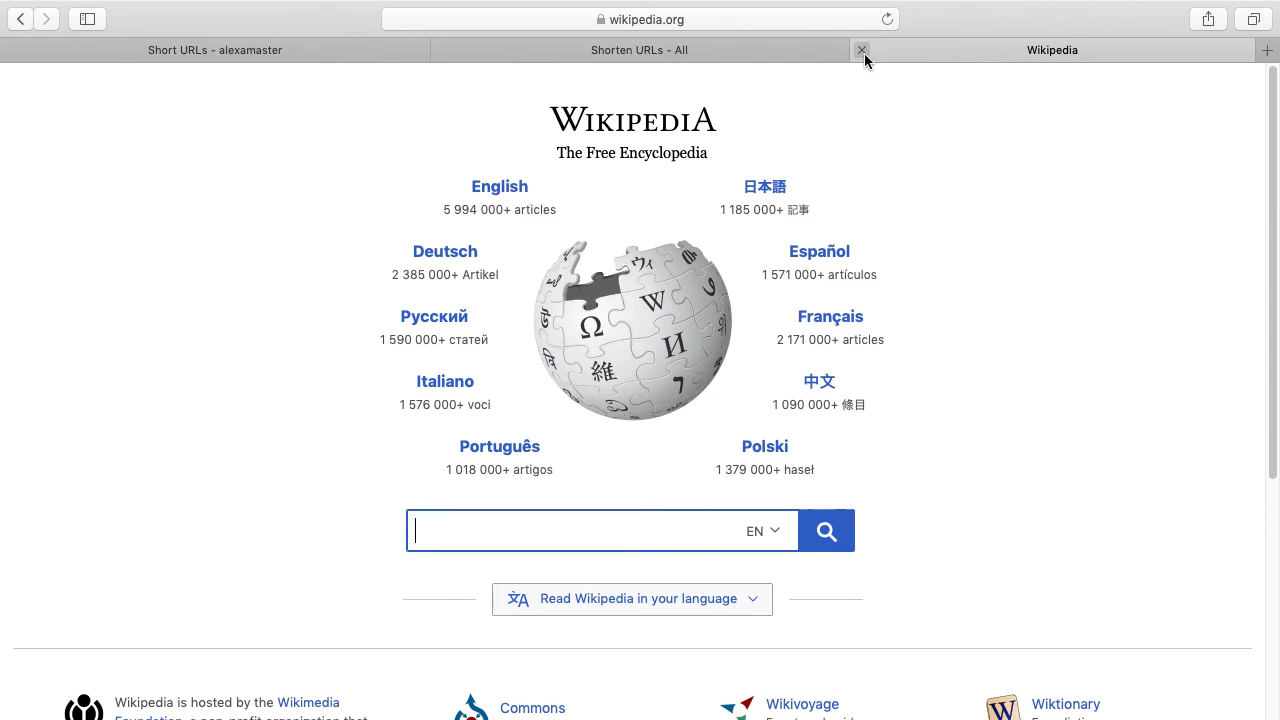 wikipedia.org
Short URLs - alexamaster
Shorten URLs - All
Wikipedia
WIKIPEDIA
The Free Encyclopedia
English
5 994 000+ articles
日本語
1 185 000+ 記事
Deutsch
2 385 000+ Artikel
Español
1 571 000+ artículos
Русский
1 590 000+ статей
Français
2 171 000+ articles
Italiano
1 576 000+ voci
中文
1 090 000+ 條目
Português
1 018 000+ artigos
Polski
1 379 000+ haseł
Ω
W
И
維
ウィ
EN
Read Wikipedia in your language
Wikipedia is hosted by the Wikimedia
Commons
Wikivoyage
W
Wiktionary